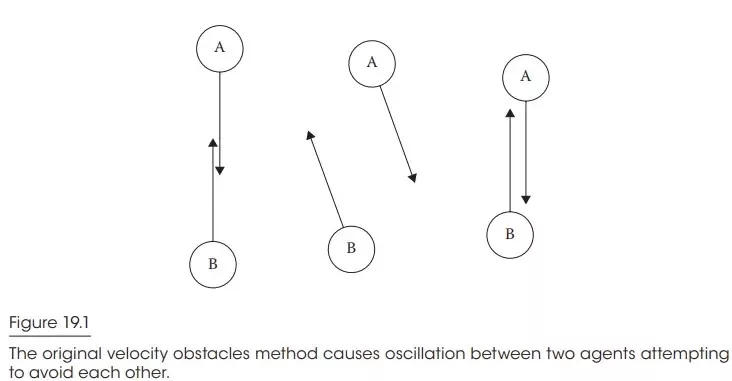 A
A
A
B
B
B
Figure 19.1
The original velocity obstacles method causes oscillation between two agents attempting
to avoid each other.